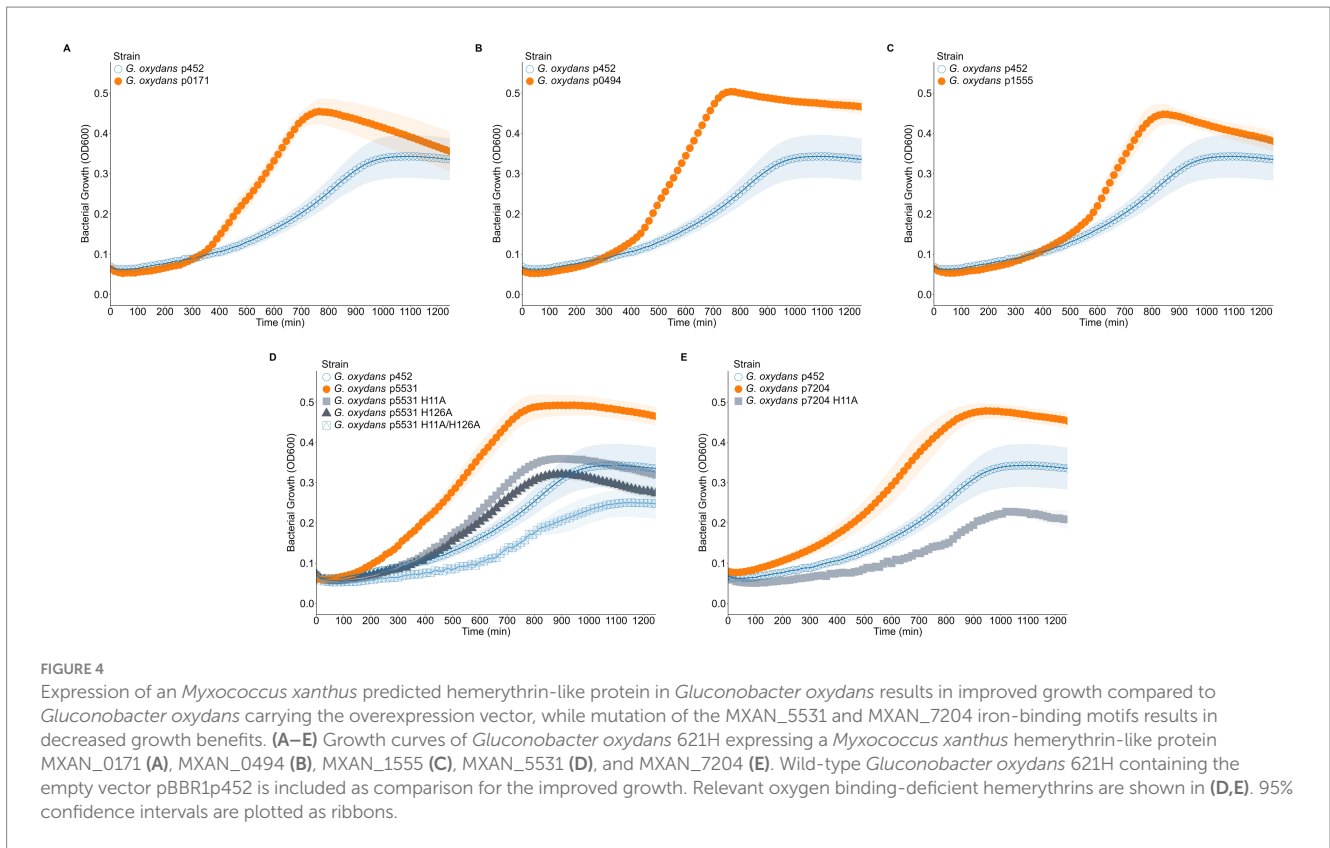 A
Strain
G. oxydans p452
G. oxydans p0171
Bacterial Growth (OD600)
0.5
0.4
0.3
0.2
0.1
0.0
0 100 200 300 400 500 600 700 800 900 1000 1100 1200
Time (min)
B
Strain
G. oxydans p452
G. oxydans p0494
Bacterial Growth (OD600)
0.5
0.4
0.3
0.2
0.1
0.0
0 100 200 300 400 500 600 700 800 900 1000 1100 1200
Time (min)
C
Strain
G. oxydans p452
G. oxydans p1555
Bacterial Growth (OD600)
0.5
0.4
0.3
0.2
0.1
0.0
0 100 200 300 400 500 600 700 800 900 1000 1100 1200
Time (min)
D
Strain
G. oxydans p452
G. oxydans p5531
G. oxydans p5531 H11A
G. oxydans p5531 H126A
G. oxydans p5531 H11A/H126A
Bacterial Growth (OD600)
0.5
0.4
0.3
0.2
0.1
0.0
0 100 200 300 400 500 600 700 800 900 1000 1100 1200
Time (min)
E
Strain
G. oxydans p452
G. oxydans p7204
G. oxydans p7204 H11A
Bacterial Growth (OD600)
0.5
0.4
0.3
0.2
0.1
0.0
0 100 200 300 400 500 600 700 800 900 1000 1100 1200
Time (min)
FIGURE 4
Expression of an Myxococcus xanthus predicted hemerythrin-like protein in Gluconobacter oxydans results in improved growth compared to
Gluconobacter oxydans carrying the overexpression vector, while mutation of the MXAN_5531 and MXAN_7204 iron-binding motifs results in
decreased growth benefits. (A–E) Growth curves of Gluconobacter oxydans 621H expressing a Myxococcus xanthus hemerythrin-like protein
MXAN_0171 (A), MXAN_0494 (B), MXAN_1555 (C), MXAN_5531 (D), and MXAN_7204 (E). Wild-type Gluconobacter oxydans 621H containing the
empty vector pBBR1p452 is included as comparison for the improved growth. Relevant oxygen binding-deficient hemerythrins are shown in (D,E). 95%
confidence intervals are plotted as ribbons.